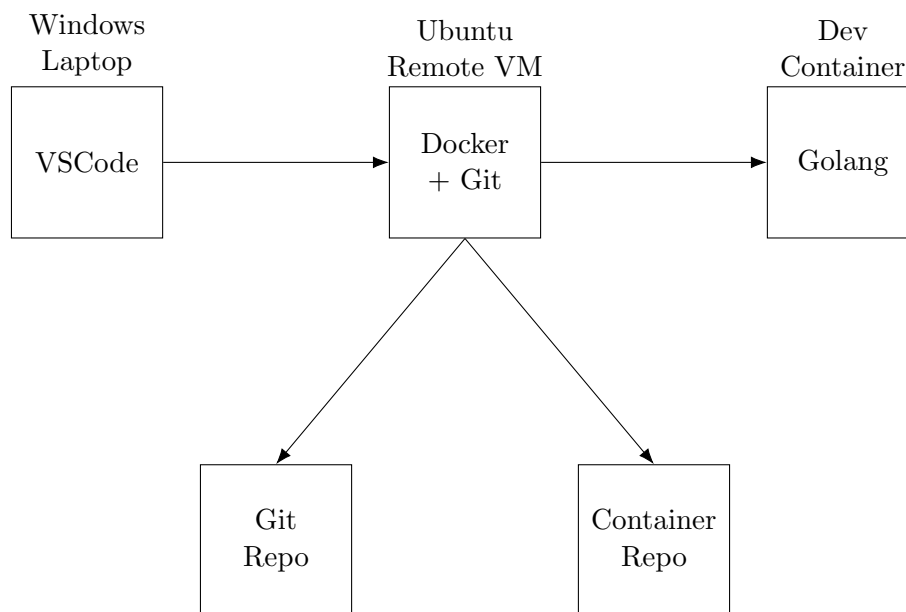 Windows
Laptop
Ubuntu
Remote VM
Dev
Container
VSCode
Docker
+ Git
Golang
Git
Repo
Container
Repo